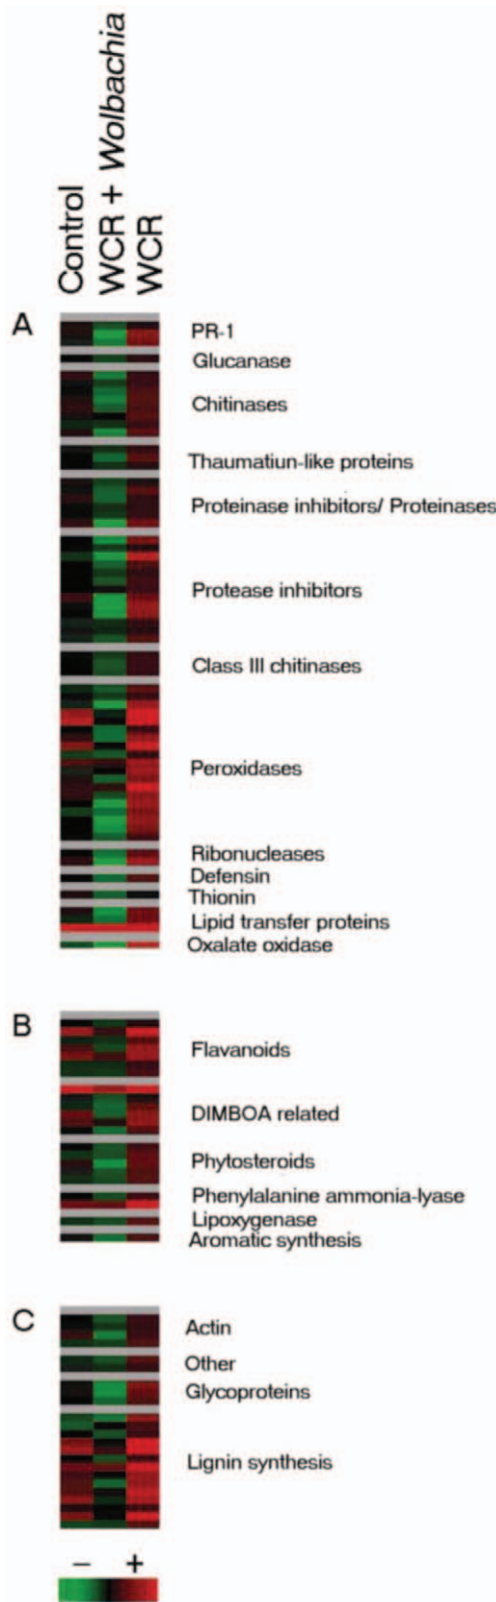 Control
WCR + Wolbachia
WCR
A
PR-1
Glucanase
Chitinases
Thaumatiun-like proteins
Proteinase inhibitors/ Proteinases
Protease inhibitors
Class III chitinases
Peroxidases
Ribonucleases
Defensin
Thionin
Lipid transfer proteins
Oxalate oxidase
B
Flavanoids
DIMBOA related
Phytosteroids
Phenylalanine ammonia-lyase
Lipoxygenase
Aromatic synthesis
C
Actin
Other
Glycoproteins
Lignin synthesis
− +